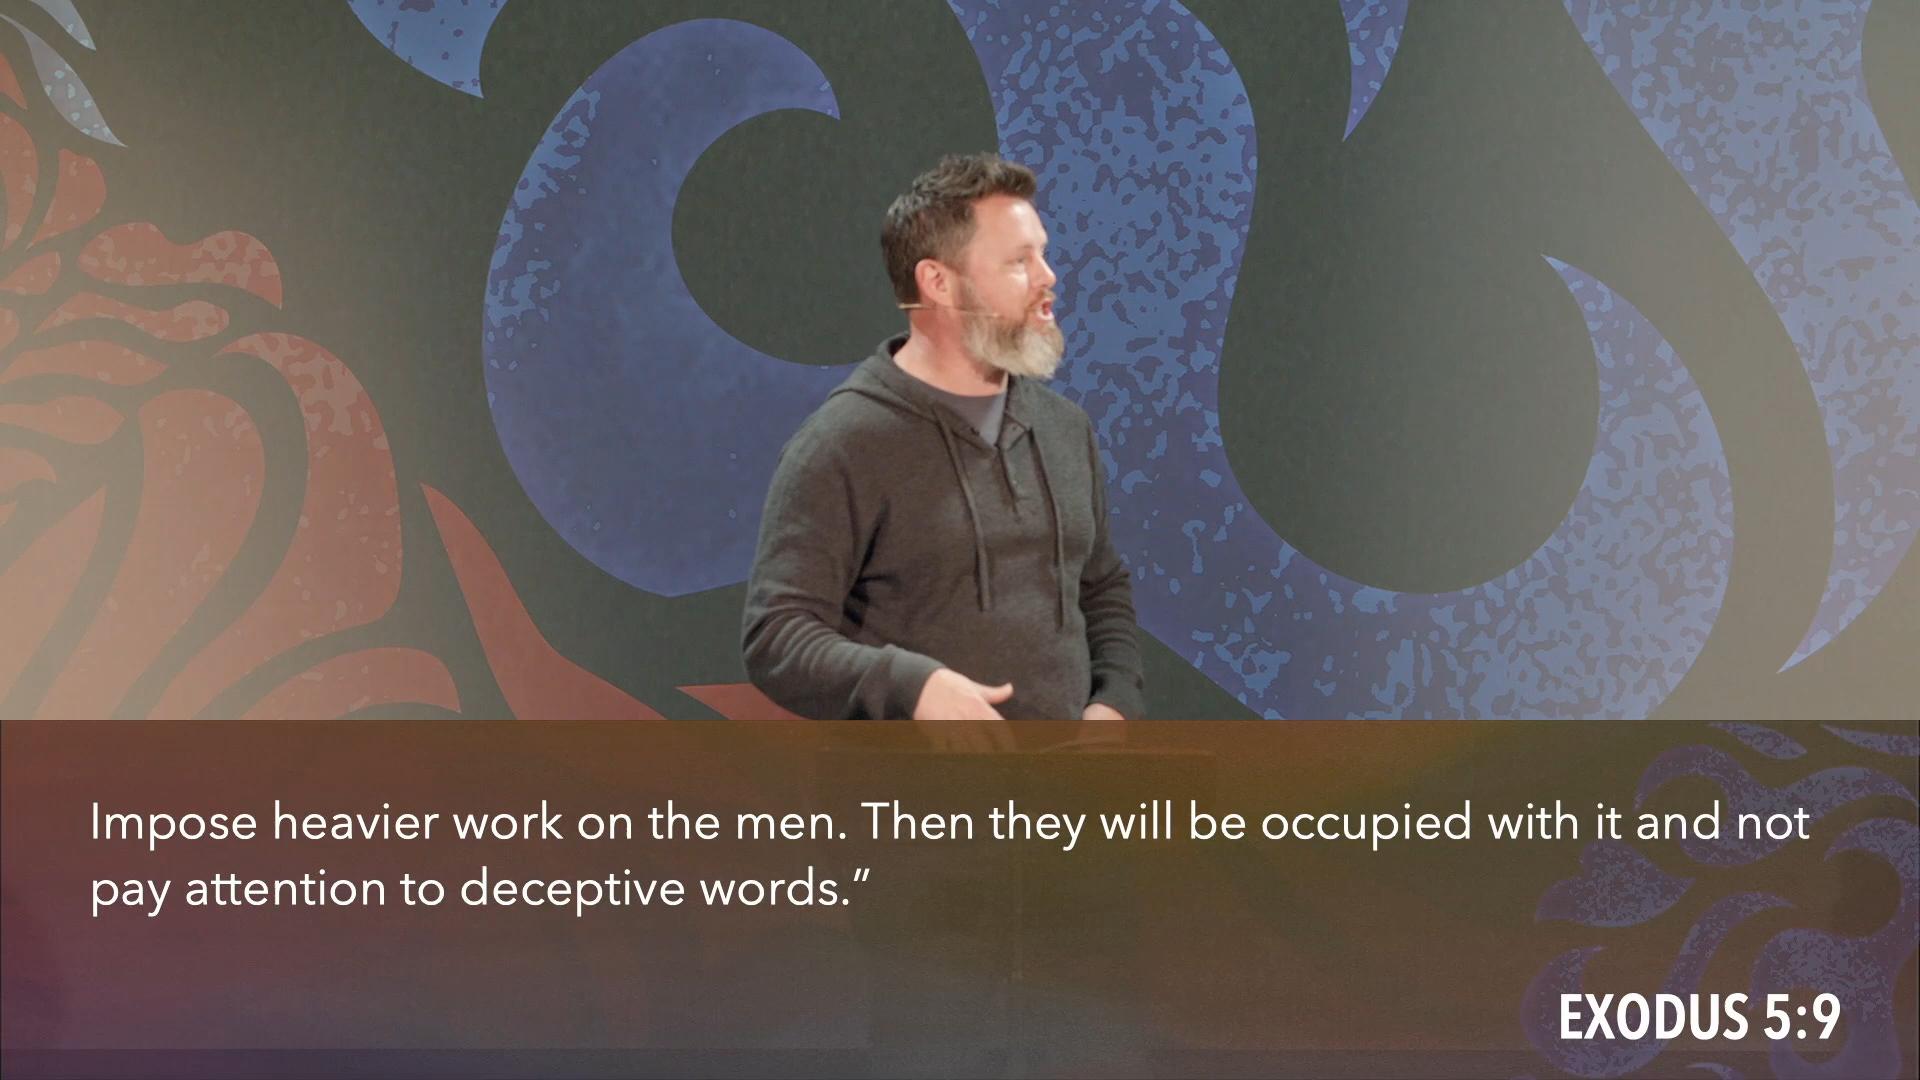 Impose heavier work on the men. Then they will be occupied with it and not
pay attention to deceptive words.”
EXODUS 5:9